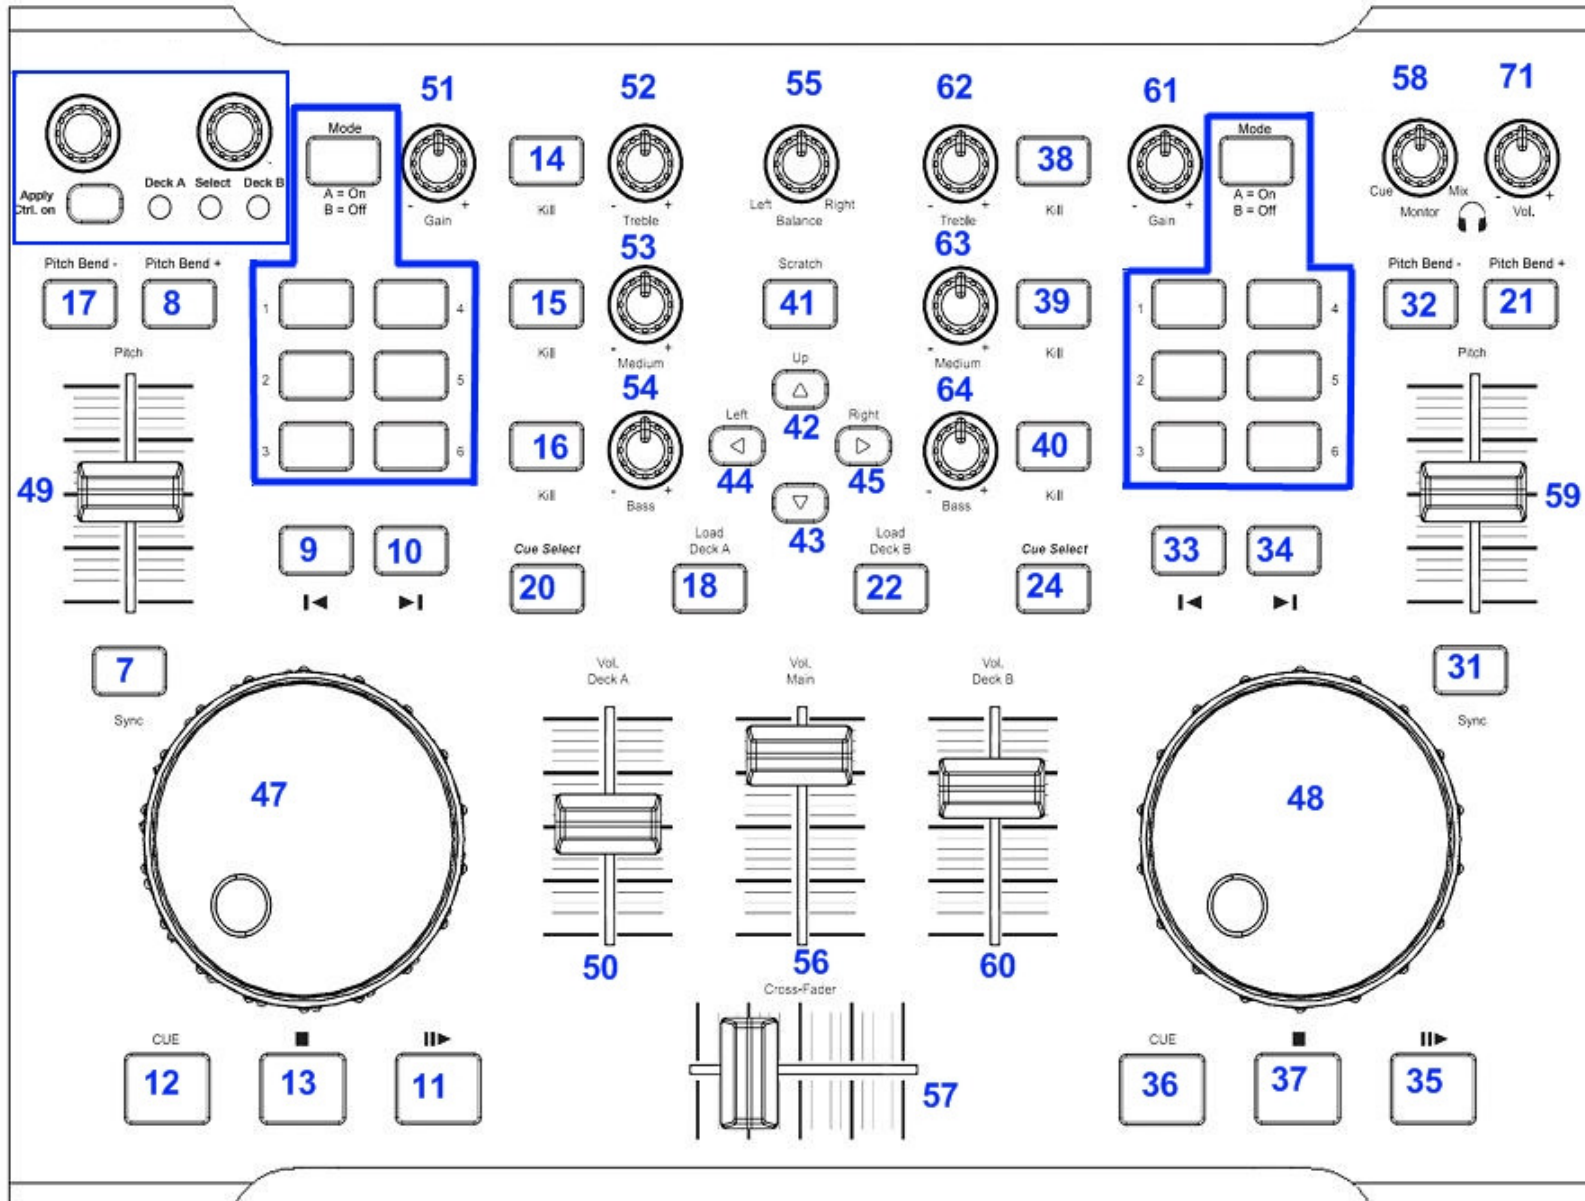 51
52
55
62
61
58
71
Mode
Mode
14
38
Deck A Select Deck B
Apply
Ctrl. on
A = On
B = Off
- +
Gain
Kill
- +
Treble
Left Right
Balance
- +
Treble
Kill
- +
Gain
A = On
B = Off
Cue Mix
Monitor
- +
Vol.
53
63
Pitch Bend - Pitch Bend +
Scratch
Pitch Bend - Pitch Bend +
17
8
1
4
15
41
39
1
4
32
21
Pitch
Kill
- +
Medium
Up
- +
Medium
Kill
Pitch
2
5
54
42
64
2
5
Left Right
3
6
16
40
3
6
49
44
45
59
Kill
- +
Bass
43
- +
Bass
Kill
9
10
Cue Select
Load
Deck A
Load
Deck B
Cue Select
33
34
20
18
22
24
7
Sync
Vol.
Deck A
Vol.
Main
Vol.
Deck B
31
Sync
47
48
50
56
60
Cross-Fader
CUE
CUE
12
13
11
57
36
37
35